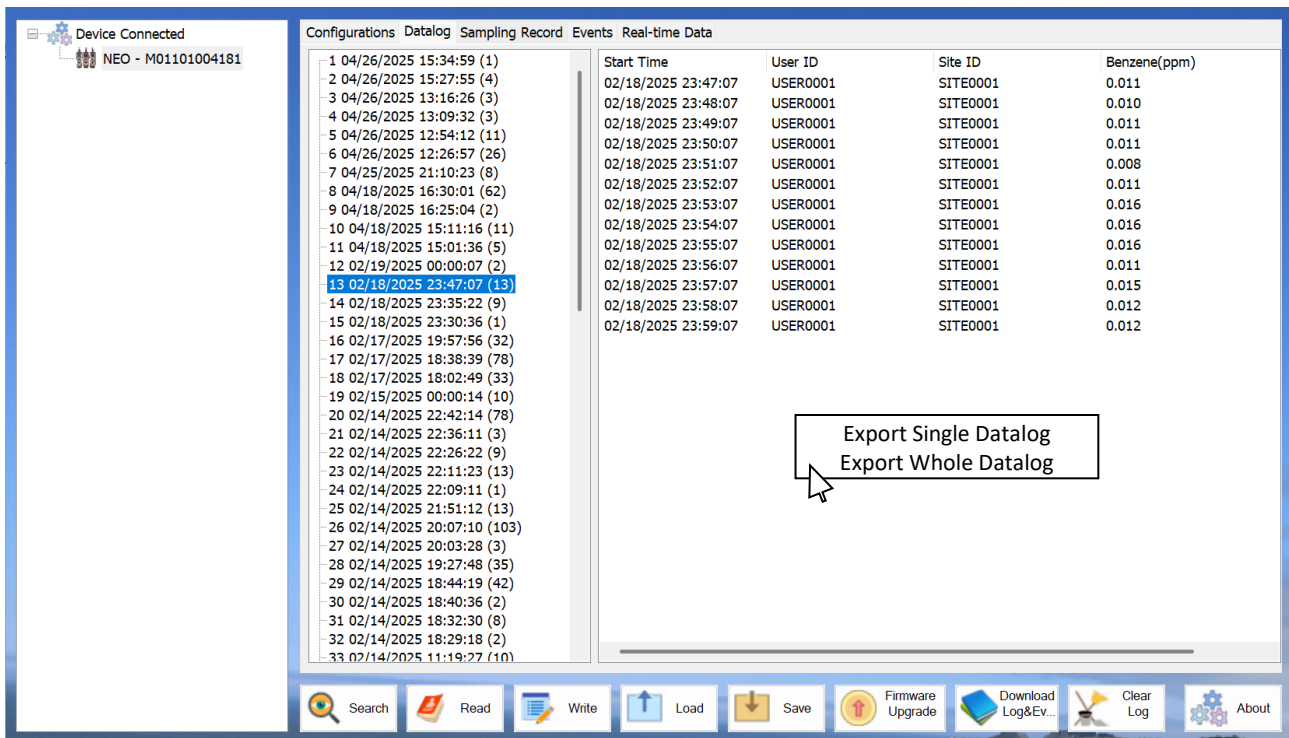 Device Connected
NEO - M01101004181
Configurations Datalog Sampling Record Events Real-time Data
1 04/26/2025 15:34:59 (1)
2 04/26/2025 15:27:55 (4)
3 04/26/2025 13:16:26 (3)
4 04/26/2025 13:09:32 (3)
5 04/26/2025 12:54:12 (11)
6 04/26/2025 12:26:57 (26)
7 04/25/2025 21:10:23 (8)
8 04/18/2025 16:30:01 (62)
9 04/18/2025 16:25:04 (2)
10 04/18/2025 15:11:16 (11)
11 04/18/2025 15:01:36 (5)
12 02/19/2025 00:00:07 (2)
13 02/18/2025 23:47:07 (13)
14 02/18/2025 23:35:22 (9)
15 02/18/2025 23:30:36 (1)
16 02/17/2025 19:57:56 (32)
17 02/17/2025 18:38:39 (78)
18 02/17/2025 18:02:49 (33)
19 02/15/2025 00:00:14 (10)
20 02/14/2025 22:42:14 (78)
21 02/14/2025 22:36:11 (3)
22 02/14/2025 22:26:22 (9)
23 02/14/2025 22:11:23 (13)
24 02/14/2025 22:09:11 (1)
25 02/14/2025 21:51:12 (13)
26 02/14/2025 20:07:10 (103)
27 02/14/2025 20:03:28 (3)
28 02/14/2025 19:27:48 (35)
29 02/14/2025 18:44:19 (42)
30 02/14/2025 18:40:36 (2)
31 02/14/2025 18:32:30 (8)
32 02/14/2025 18:29:18 (2)
33 02/14/2025 11:19:27 (10)
Start Time User ID Site ID Benzene(ppm)
02/18/2025 23:47:07 USER0001 SITE0001 0.011
02/18/2025 23:48:07 USER0001 SITE0001 0.010
02/18/2025 23:49:07 USER0001 SITE0001 0.011
02/18/2025 23:50:07 USER0001 SITE0001 0.011
02/18/2025 23:51:07 USER0001 SITE0001 0.008
02/18/2025 23:52:07 USER0001 SITE0001 0.011
02/18/2025 23:53:07 USER0001 SITE0001 0.016
02/18/2025 23:54:07 USER0001 SITE0001 0.016
02/18/2025 23:55:07 USER0001 SITE0001 0.016
02/18/2025 23:56:07 USER0001 SITE0001 0.011
02/18/2025 23:57:07 USER0001 SITE0001 0.015
02/18/2025 23:58:07 USER0001 SITE0001 0.012
02/18/2025 23:59:07 USER0001 SITE0001 0.012
Export Single Datalog
Export Whole Datalog
Search
Read
Write
Load
Save
Firmware
Upgrade
Download
Log&Ev...
Clear
Log
About